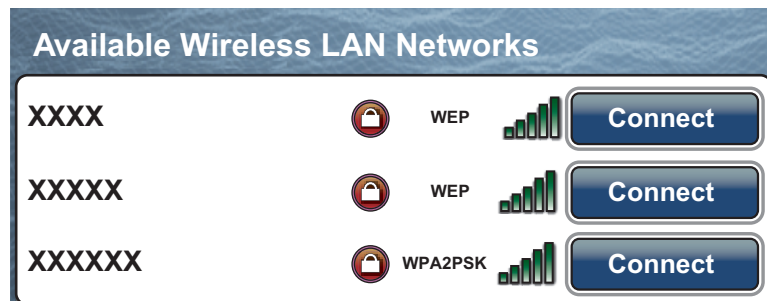 Available Wireless LAN Networks
XXXX WEP Connect
XXXXX WEP Connect
XXXXXX WPA2PSK Connect